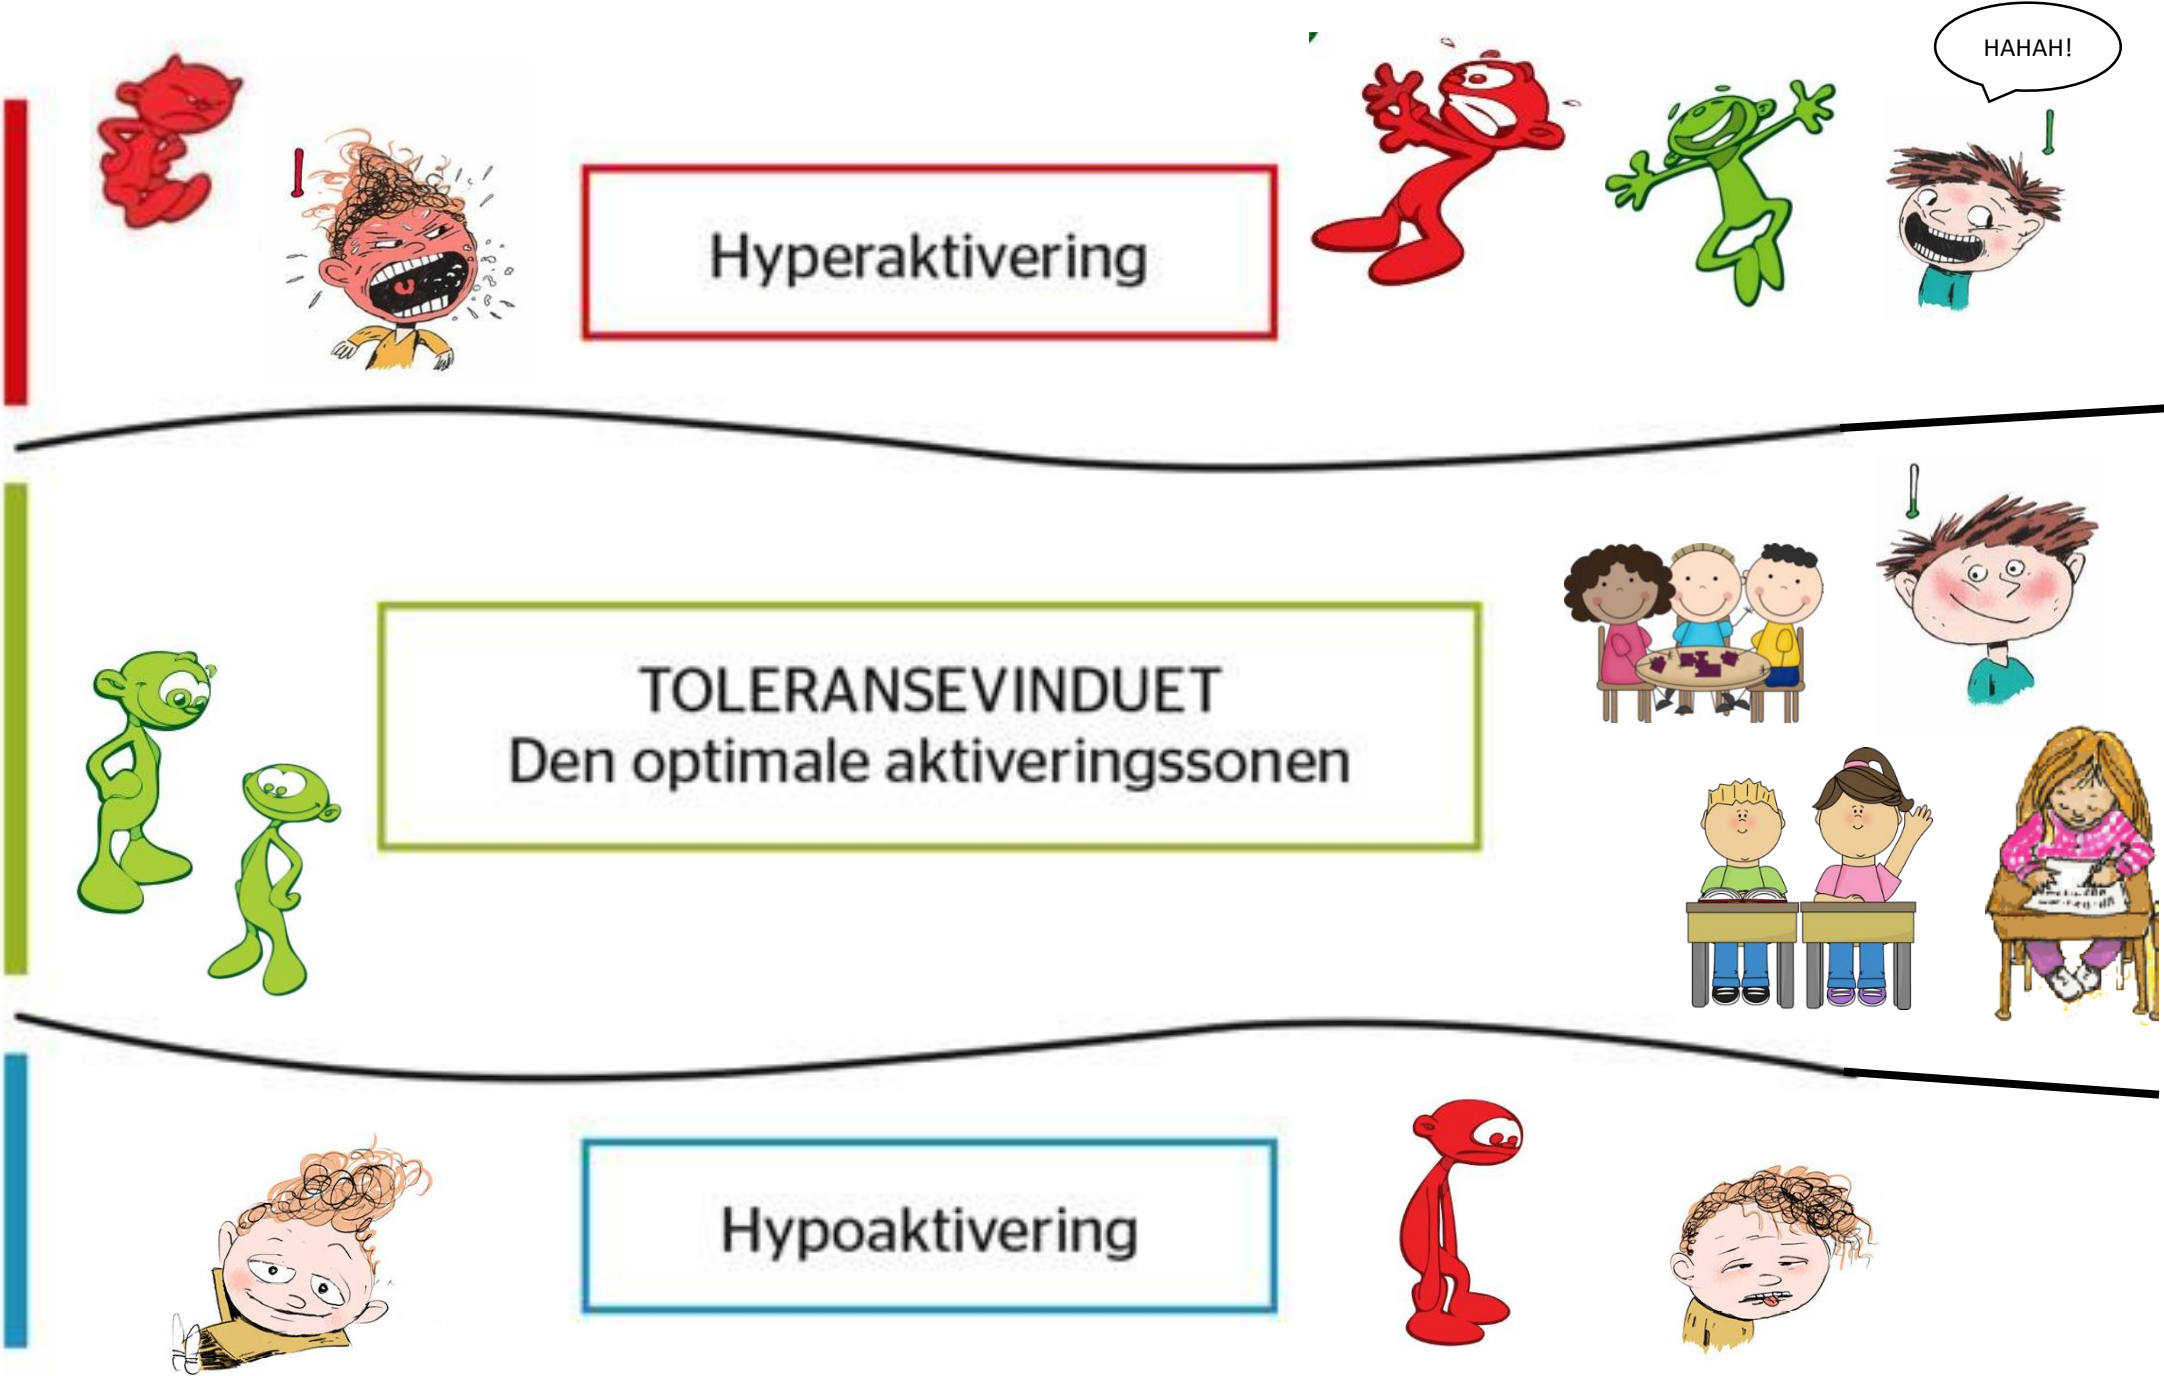 HAHAH!
Hyperaktivering
TOLERANSEVINDUET
Den optimale aktiveringssonen
Hypoaktivering